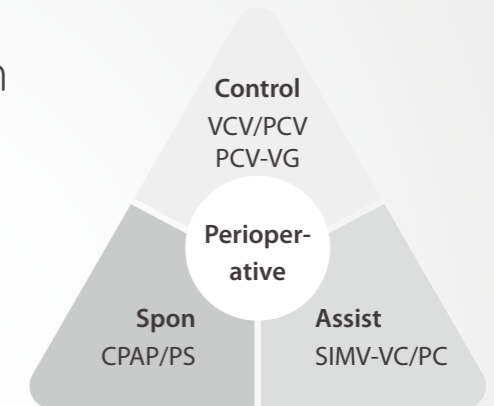 Control
VCV/PCV
PCV-VG
Perioper-
ative
Spon
CPAP/PS
Assist
SIMV-VC/PC